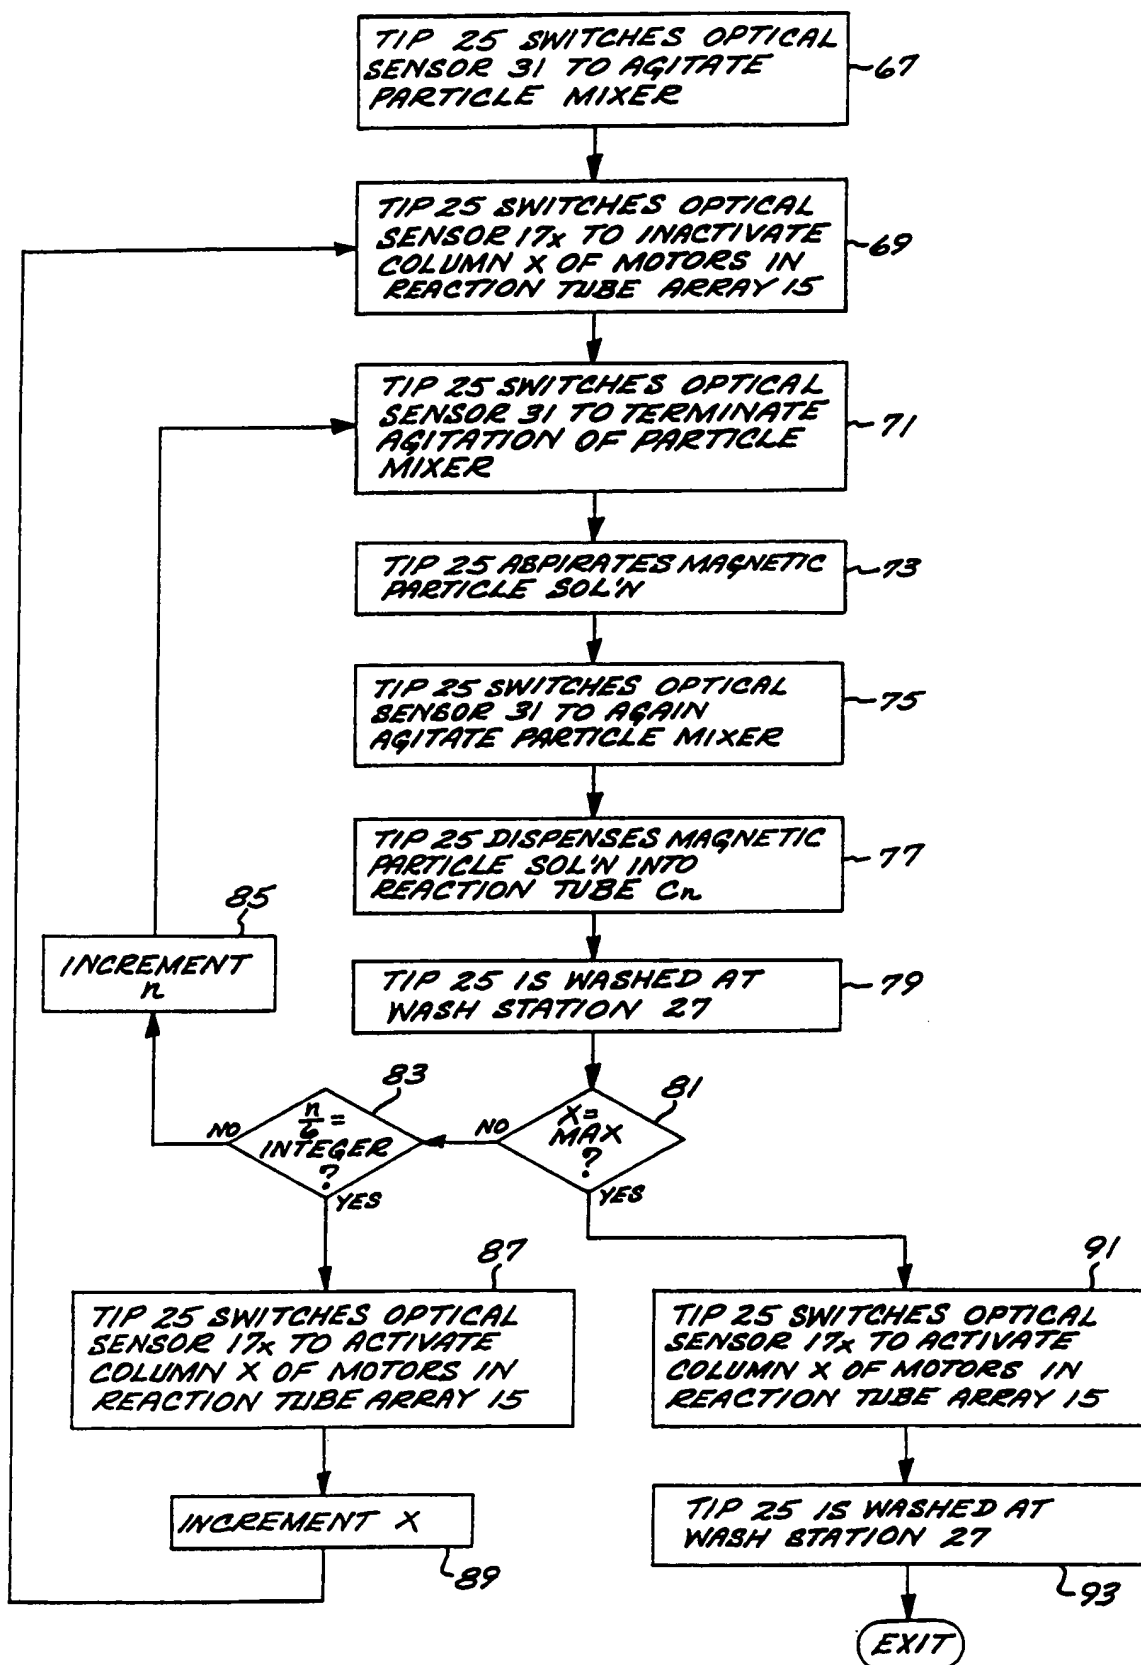 TIP 25 SWITCHES OPTICAL
SENSOR 31 TO AGITATE
PARTICLE MIXER
67
TIP 25 SWITCHES OPTICAL
SENSOR 17x TO INACTIVATE
COLUMN X OF MOTORS IN
REACTION TUBE ARRAY 15
69
TIP 25 SWITCHES OPTICAL
SENSOR 31 TO TERMINATE
AGITATION OF PARTICLE
MIXER
71
TIP 25 ASPIRATES MAGNETIC
PARTICLE SOL'N
73
TIP 25 SWITCHES OPTICAL
SENSOR 31 TO AGAIN
AGITATE PARTICLE MIXER
75
TIP 25 DISPENSES MAGNETIC
PARTICLE SOL'N INTO
REACTION TUBE Cn
77
85
INCREMENT
n
TIP 25 IS WASHED AT
WASH STATION 27
79
83
n/6 =
INTEGER
?
NO
YES
81
X=
MAX
?
NO
YES
87
TIP 25 SWITCHES OPTICAL
SENSOR 17x TO ACTIVATE
COLUMN X OF MOTORS IN
REACTION TUBE ARRAY 15
91
TIP 25 SWITCHES OPTICAL
SENSOR 17x TO ACTIVATE
COLUMN X OF MOTORS IN
REACTION TUBE ARRAY 15
INCREMENT X
89
TIP 25 IS WASHED AT
WASH STATION 27
93
EXIT